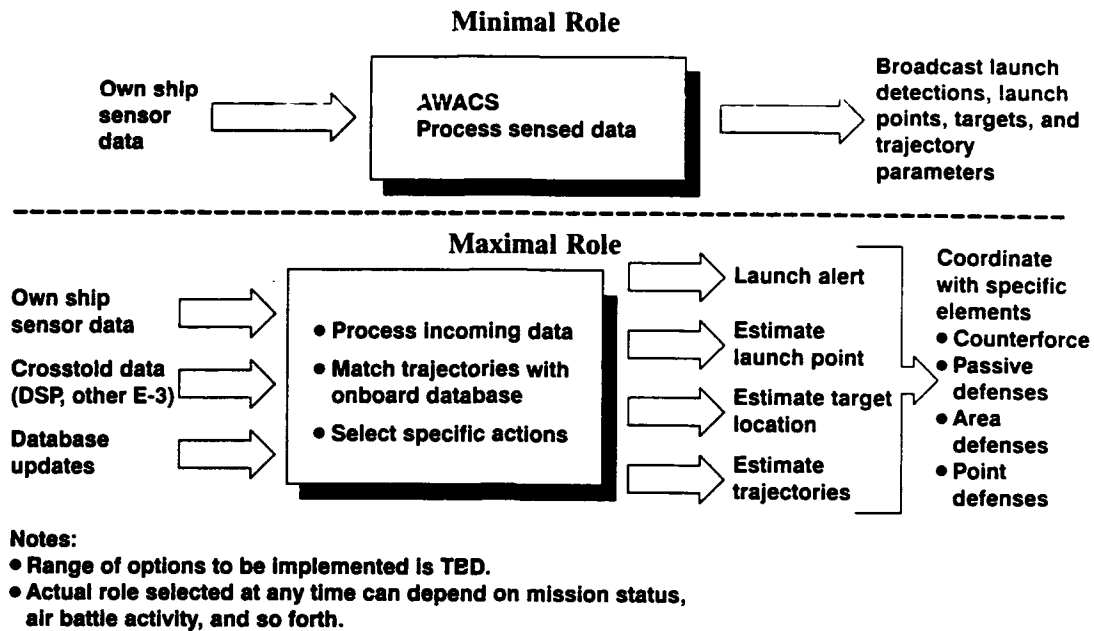 Minimal Role
Own ship
sensor
data
AWACS
Process sensed data
Broadcast launch
detections, launch
points, targets, and
trajectory
parameters
Maximal Role
Own ship
sensor data
Crosstold data
(DSP, other E-3)
Database
updates
● Process incoming data
● Match trajectories with
onboard database
● Select specific actions
Launch alert
Estimate
launch point
Estimate target
location
Estimate
trajectories
Coordinate
with specific
elements
● Counterforce
● Passive
defenses
● Area
defenses
● Point
defenses
Notes:
● Range of options to be implemented is TBD.
● Actual role selected at any time can depend on mission status,
air battle activity, and so forth.